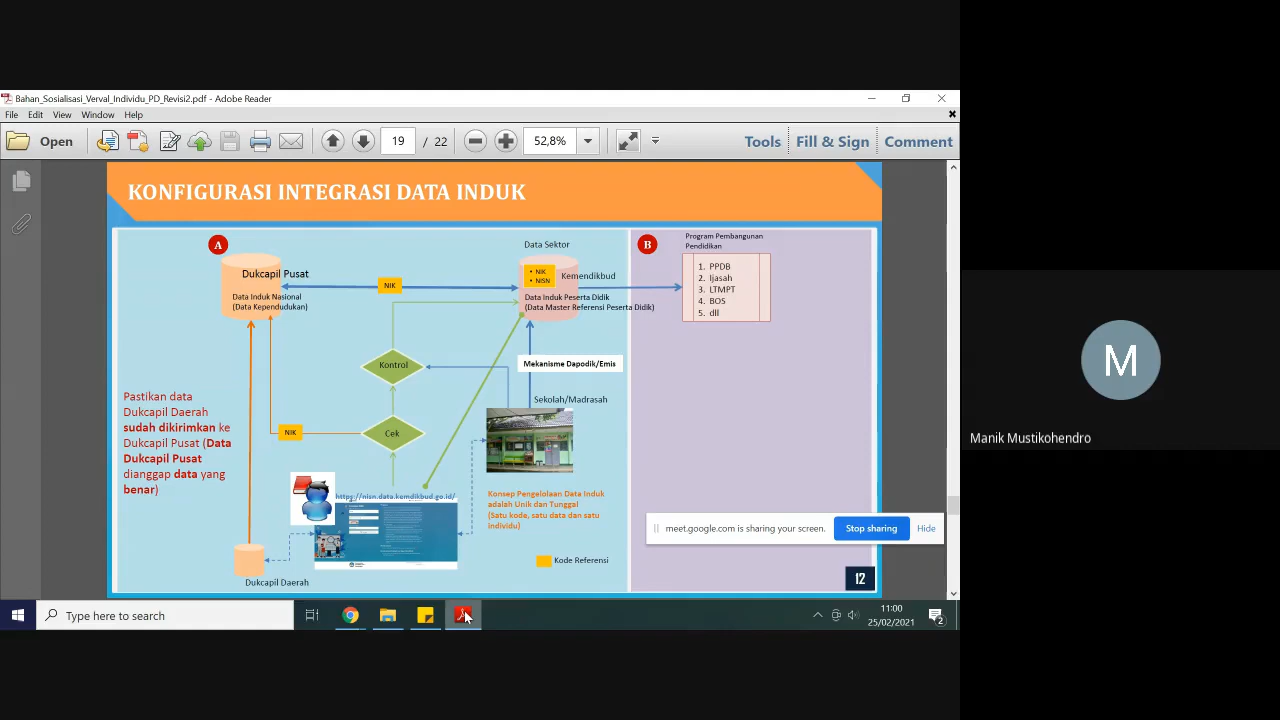 Bahan_Sosialisasi_Verval_Individu_PD_Revisi2.pdf - Adobe Reader
File Edit View Window Help
Open
19 / 22
52,8%
Tools
Fill & Sign
Comment
KONFIGURASI INTEGRASI DATA INDUK
A
Dukcapil Pusat
Data Induk Nasional
(Data Kependudukan)
NIK
Data Sektor
• NIK
• NISN
Kemendikbud
Data Induk Peserta Didik
(Data Master Referensi Peserta Didik)
B
Program Pembangunan
Pendidikan
1. PPDB
2. Ijasah
3. LTMPT
4. BOS
5. dll
Kontrol
Mekanisme Dapodik/Emis
Sekolah/Madrasah
Pastikan data
Dukcapil Daerah
sudah dikirimkan ke
Dukcapil Pusat (Data
Dukcapil Pusat
dianggap data yang
benar)
NIK
Cek
https://nisn.data.kemdikbud.go.id/
Konsep Pengelolaan Data Induk
adalah Unik dan Tunggal
(Satu kode, satu data dan satu
individu)
Kode Referensi
Dukcapil Daerah
12
meet.google.com is sharing your screen.
Stop sharing
Hide
Type here to search
11:00
25/02/2021
2
M
Manik Mustikohendro